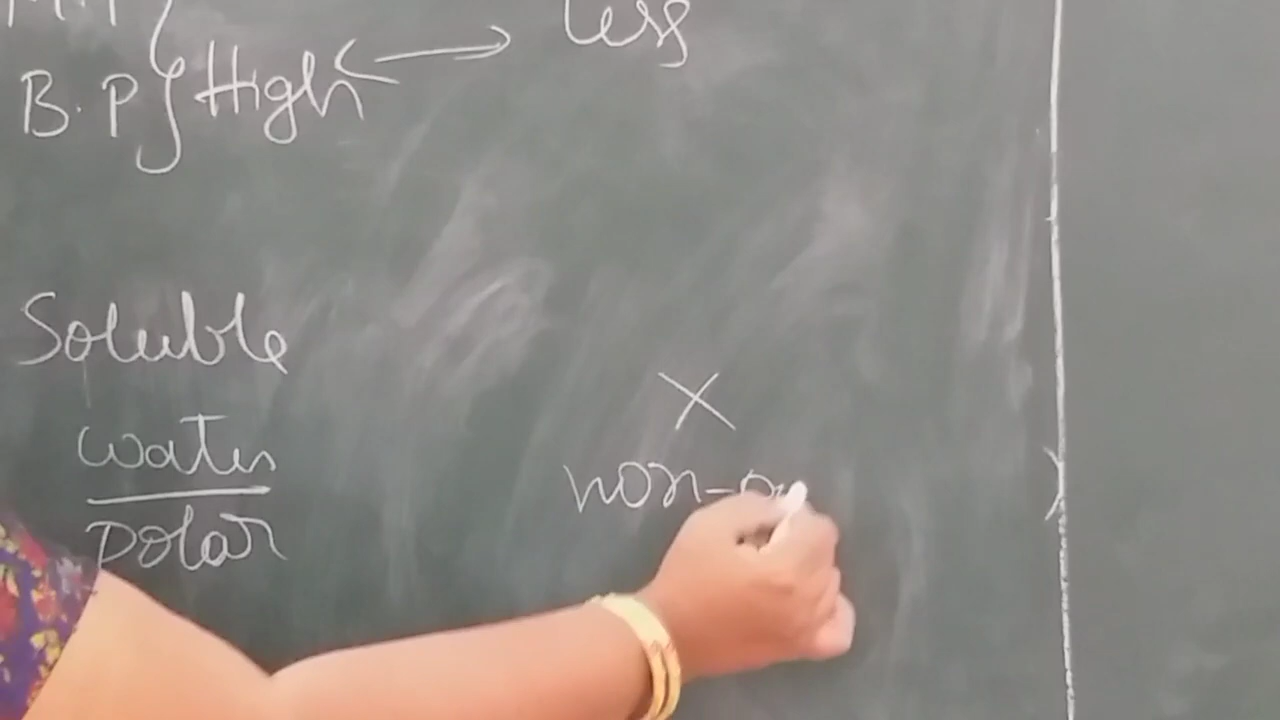 B.P} High ⟷ less
Soluble
X
water
non-
polar